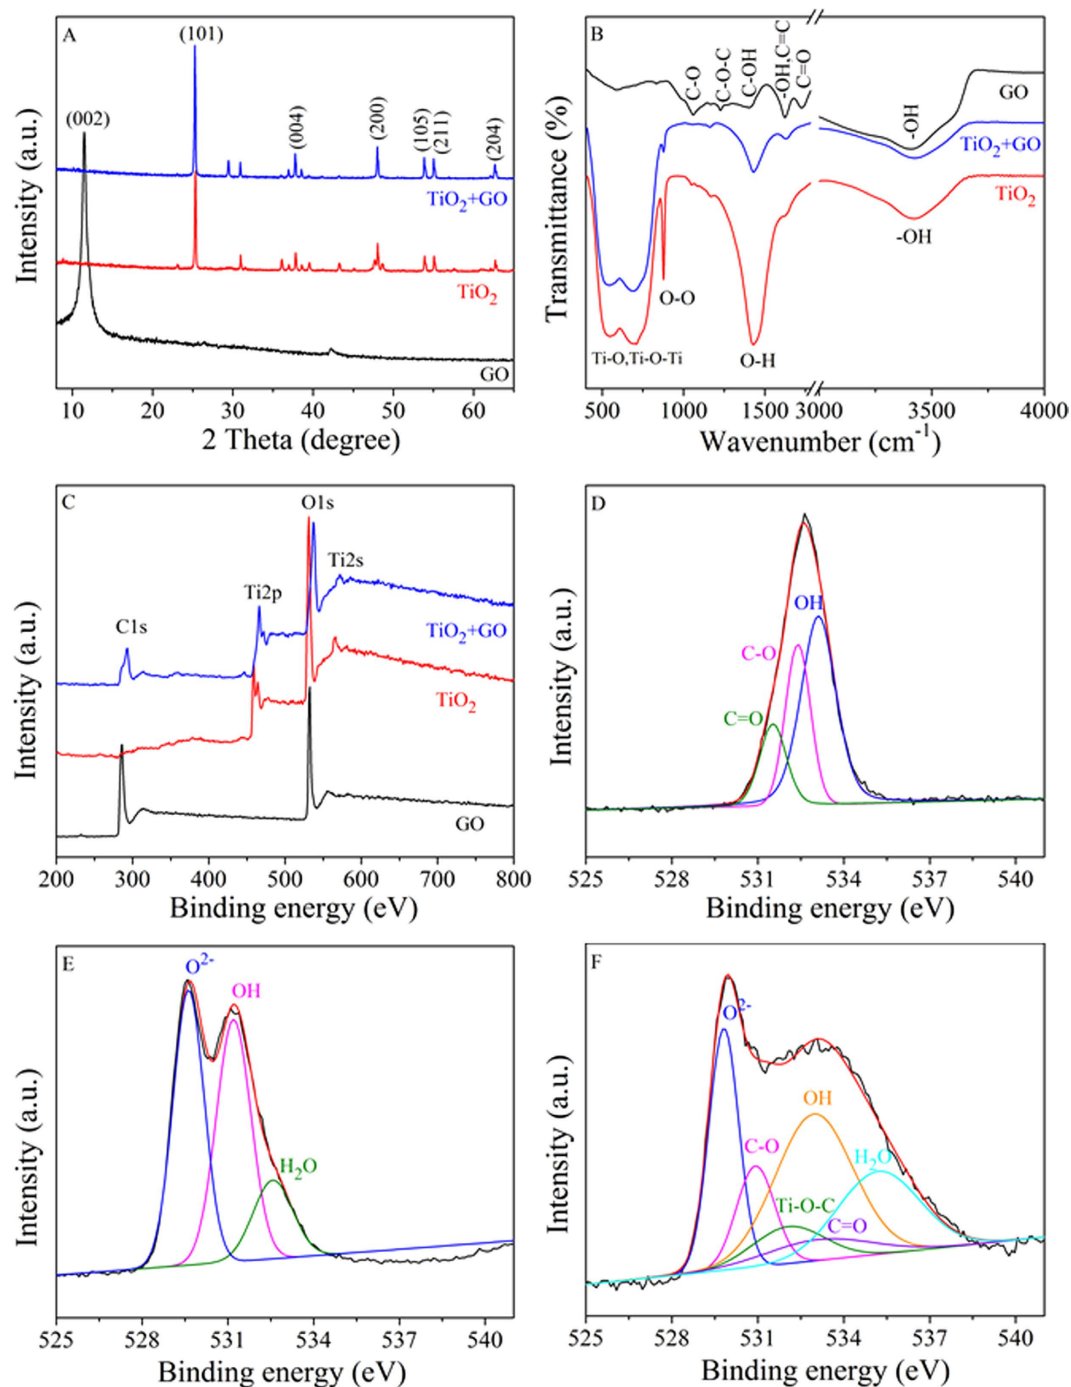 A
(101)
(002)
(004)
(200)
(105)
(211)
(204)
TiO2+GO
TiO2
GO
Intensity (a.u.)
10 20 30 40 50 60
2 Theta (degree)
B
C-O
C-O-C
C-OH
-OH,C=C
C=O
GO
-OH
TiO2+GO
TiO2
-OH
O-O
Ti-O,Ti-O-Ti
O-H
Transmittance (%)
500 1000 1500 3000 3500 4000
Wavenumber (cm-1)
C
O1s
Ti2s
Ti2p
C1s
TiO2+GO
TiO2
GO
Intensity (a.u.)
200 300 400 500 600 700 800
Binding energy (eV)
D
OH
C-O
C=O
Intensity (a.u.)
525 528 531 534 537 540
Binding energy (eV)
E
O2-
OH
H2O
Intensity (a.u.)
525 528 531 534 537 540
Binding energy (eV)
F
O2-
OH
C-O
H2O
Ti-O-C
C=O
Intensity (a.u.)
525 528 531 534 537 540
Binding energy (eV)